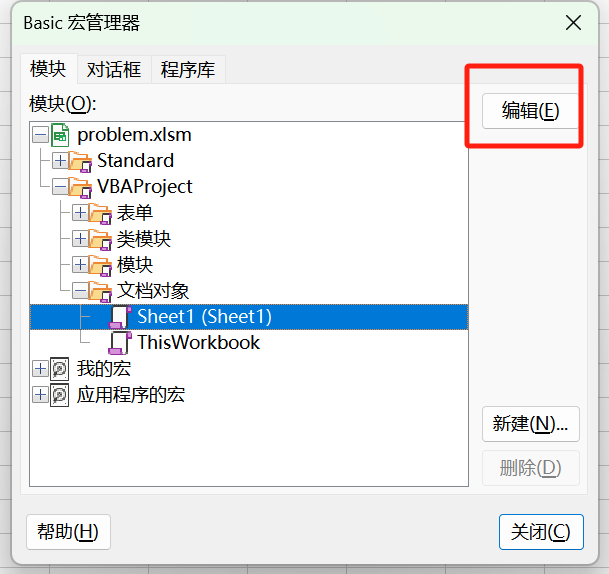 Basic 宏管理器
模块 对话框 程序库
模块(O):
编辑(E)
problem.xlsm
Standard
VBAProject
表单
类模块
模块
文档对象
Sheet1 (Sheet1)
ThisWorkbook
我的宏
应用程序的宏
新建(N)...
删除(D)
帮助(H)
关闭(C)